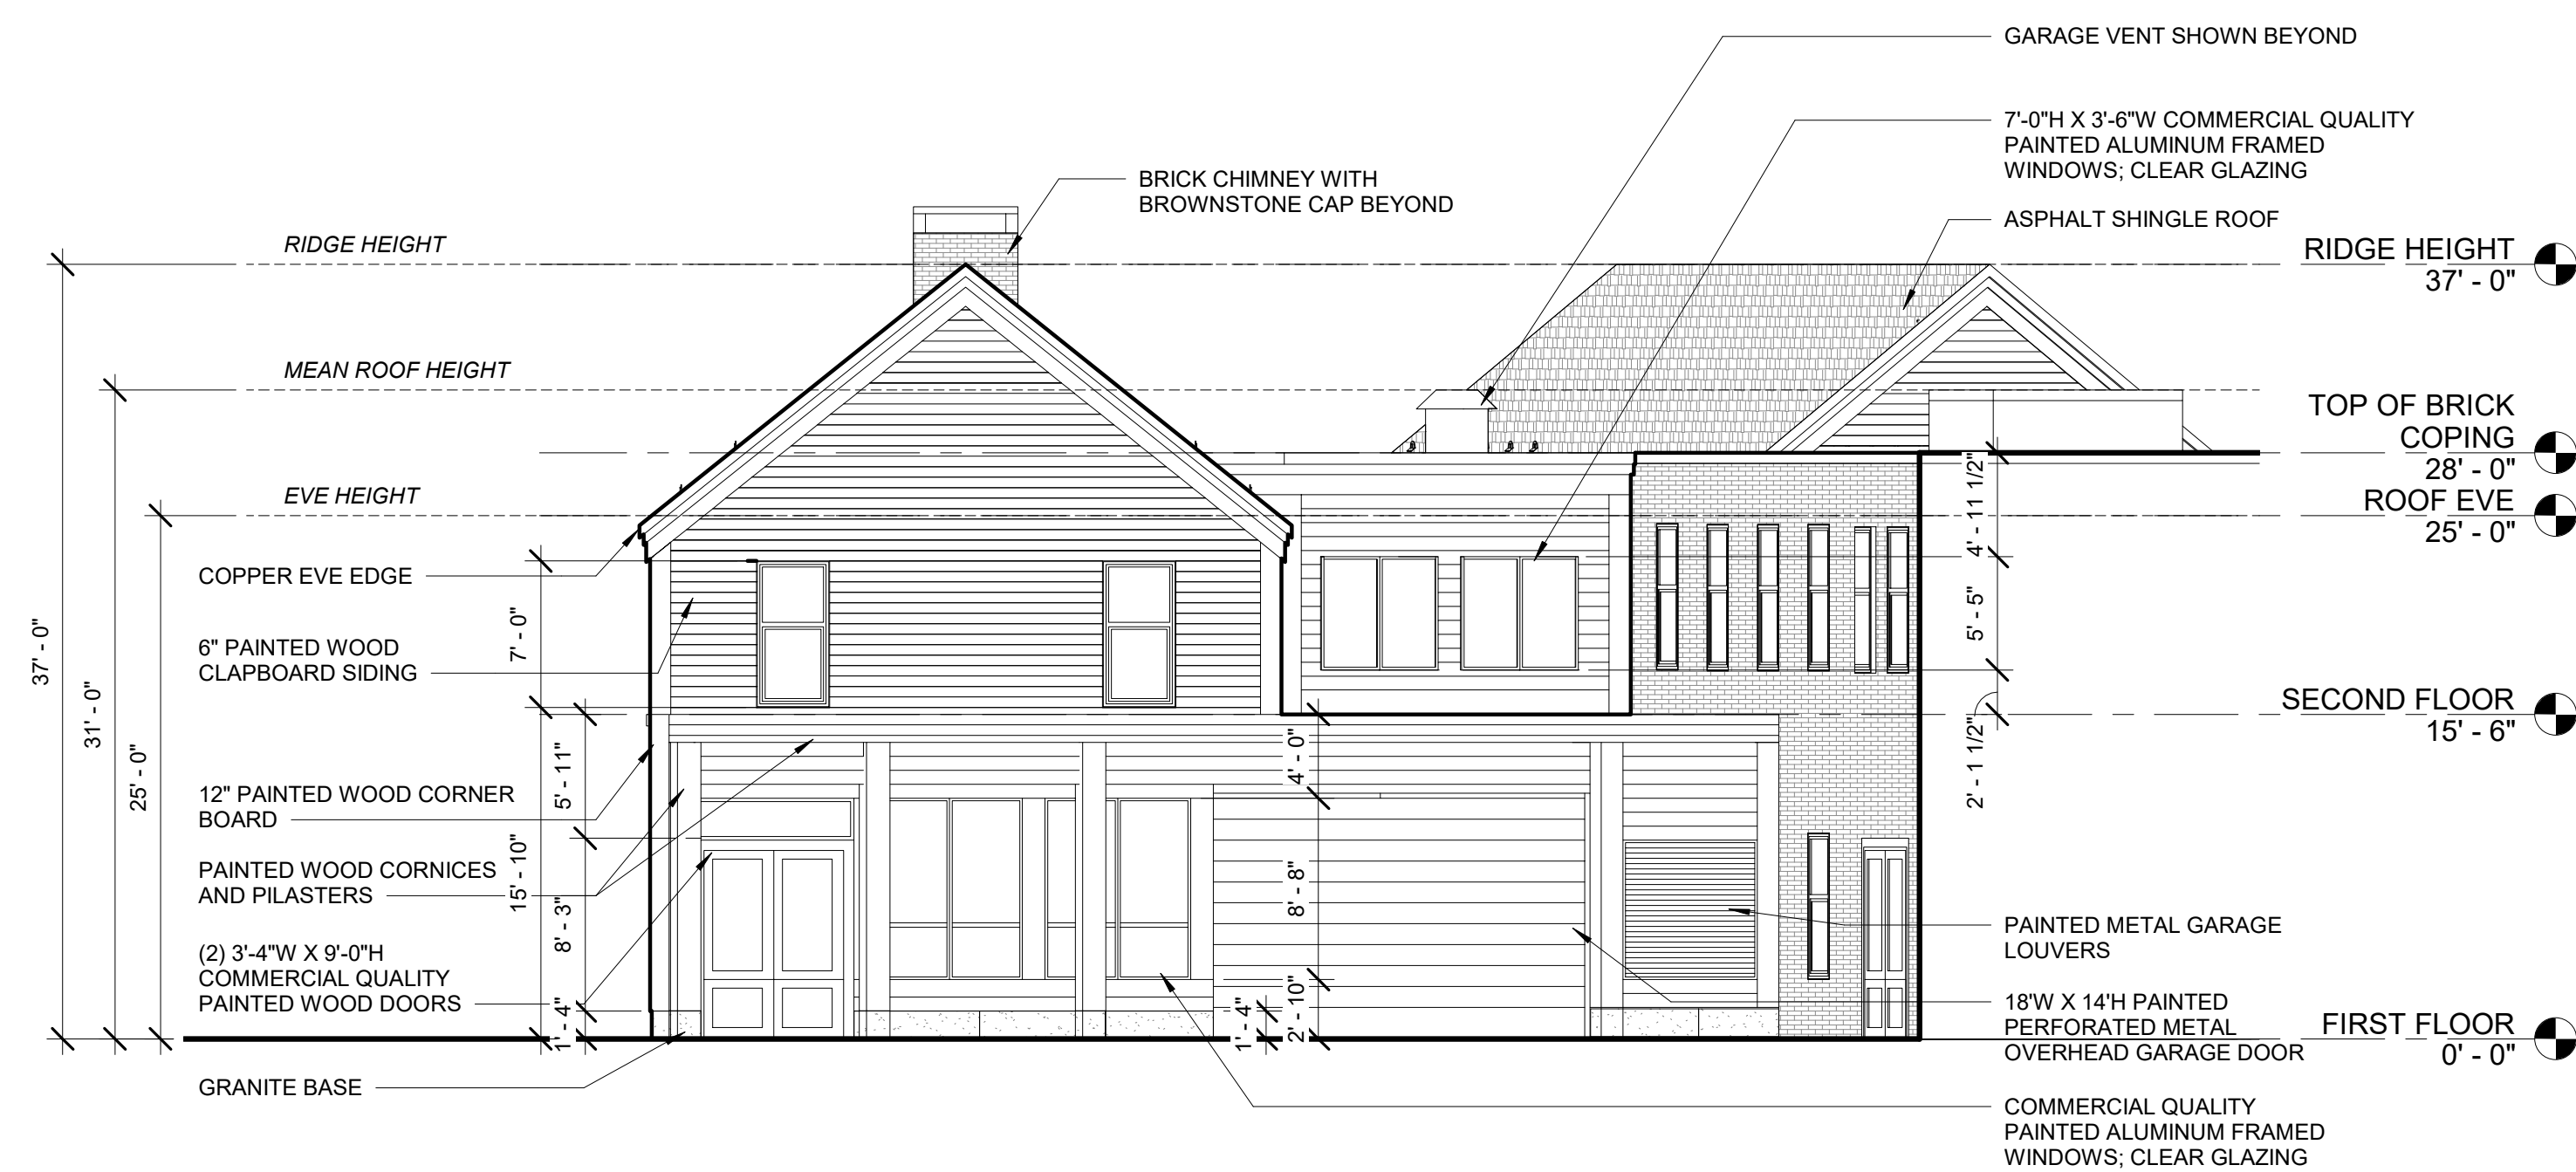 GARAGE VENT SHOWN BEYOND
7'-0"H X 3'-6"W COMMERCIAL QUALITY
PAINTED ALUMINUM FRAMED
WINDOWS; CLEAR GLAZING
BRICK CHIMNEY WITH
BROWNSTONE CAP BEYOND
ASPHALT SHINGLE ROOF
RIDGE HEIGHT
RIDGE HEIGHT
37' - 0"
MEAN ROOF HEIGHT
TOP OF BRICK
COPING
28' - 0"
EVE HEIGHT
ROOF EVE
25' - 0"
4' - 11 1/2"
COPPER EVE EDGE
6" PAINTED WOOD
CLAPBOARD SIDING
7' - 0"
5' - 5"
37' - 0"
31' - 0"
25' - 0"
SECOND FLOOR
15' - 6"
2' - 1 1/2"
5' - 11"
4' - 0"
12" PAINTED WOOD CORNER
BOARD
PAINTED WOOD CORNICES
AND PILASTERS
15' - 10"
8' - 3"
8' - 8"
(2) 3'-4"W X 9'-0"H
COMMERCIAL QUALITY
PAINTED WOOD DOORS
PAINTED METAL GARAGE
LOUVERS
1' - 4"
1' - 4"
2' - 10"
18'W X 14'H PAINTED
PERFORATED METAL
OVERHEAD GARAGE DOOR
FIRST FLOOR
0' - 0"
GRANITE BASE
COMMERCIAL QUALITY
PAINTED ALUMINUM FRAMED
WINDOWS; CLEAR GLAZING